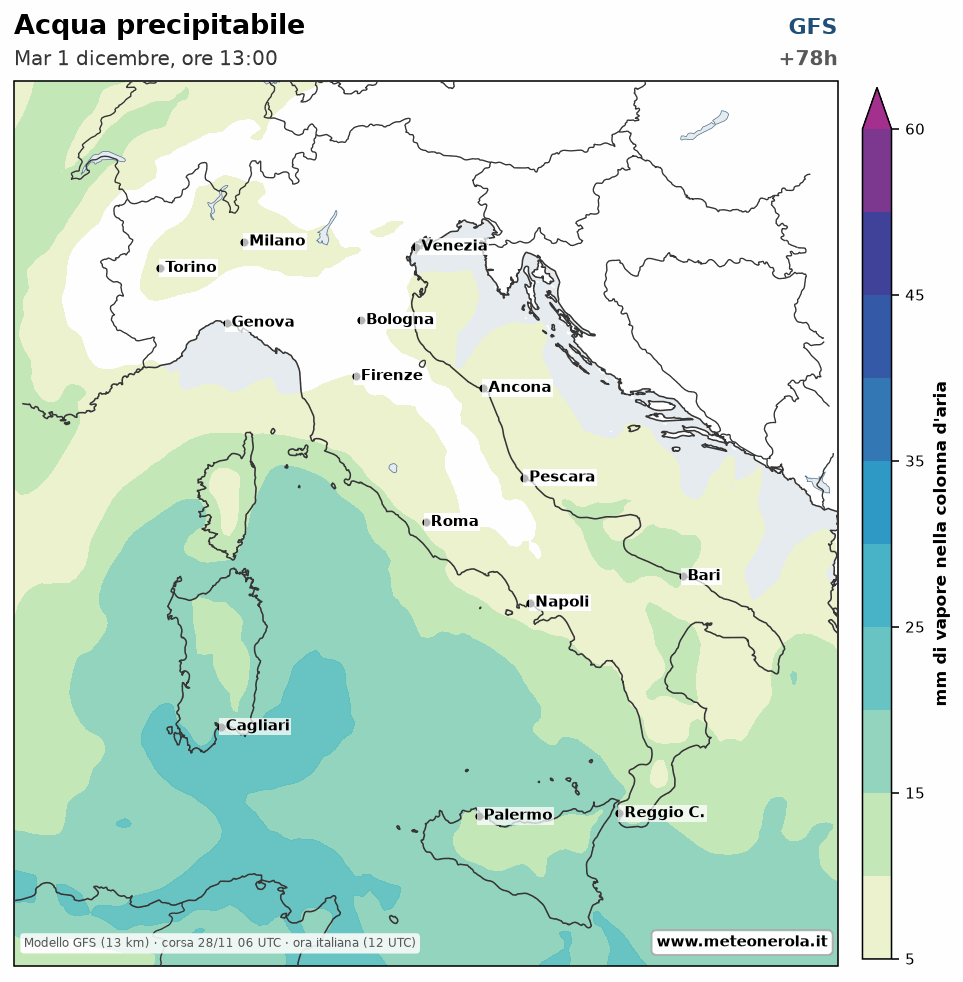 Acqua precipitabile
GFS
Mar 1 dicembre, ore 13:00
+78h
60
45
35
25
15
5
mm di vapore nella colonna d'aria
Milano
Venezia
Torino
Genova
Bologna
Firenze
Ancona
Pescara
Roma
Bari
Napoli
Cagliari
Palermo
Reggio C.
Modello GFS (13 km) · corsa 28/11 06 UTC · ora italiana (12 UTC)
www.meteonerola.it